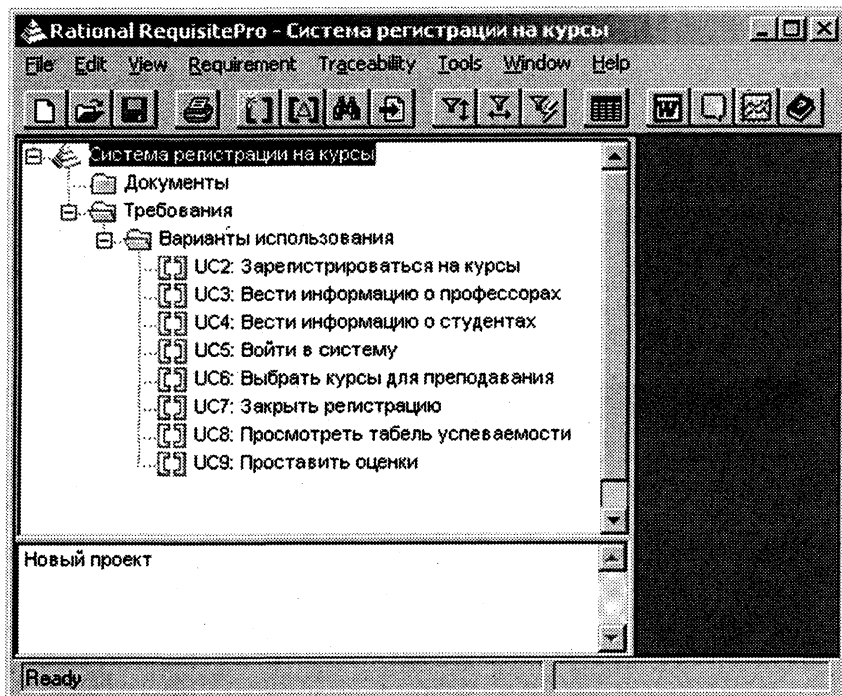 Rational RequisitePro - Система регистрации на курсы
File Edit View Requirement Traceability Tools Window Help
Система регистрации на курсы
Документы
Требования
Варианты использования
UC2: Зарегистрироваться на курсы
UC3: Вести информацию о профессорах
UC4: Вести информацию о студентах
UC5: Войти в систему
UC6: Выбрать курсы для преподавания
UC7: Закрыть регистрацию
UC8: Просмотреть табель успеваемости
UC9: Проставить оценки
Новый проект
Ready